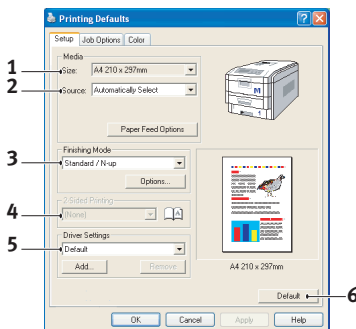 Printing Defaults
Setup Job Options Color
Media
1 Size: A4 210 x 297mm
2 Source: Automatically Select
Paper Feed Options
Finishing Mode
3 Standard / N-up
Options...
2-Sided Printing
4 (None)
Driver Settings
5 Default
Add... Remove
A4 210 x 297mm
Default 6
OK Cancel Apply Help